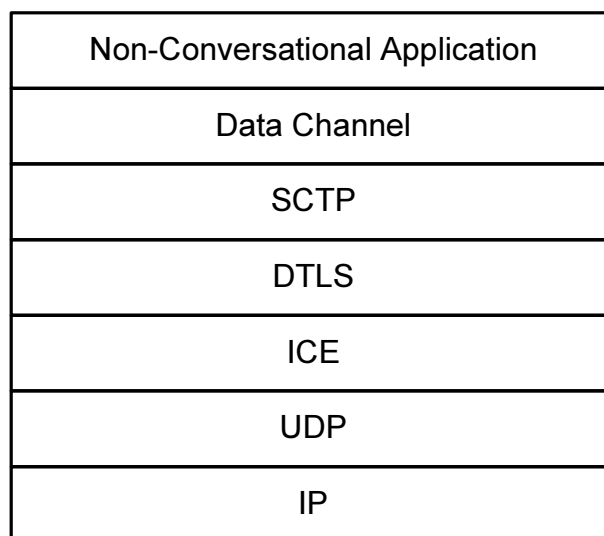 Non-Conversational Application
Data Channel
SCTP
DTLS
ICE
UDP
IP